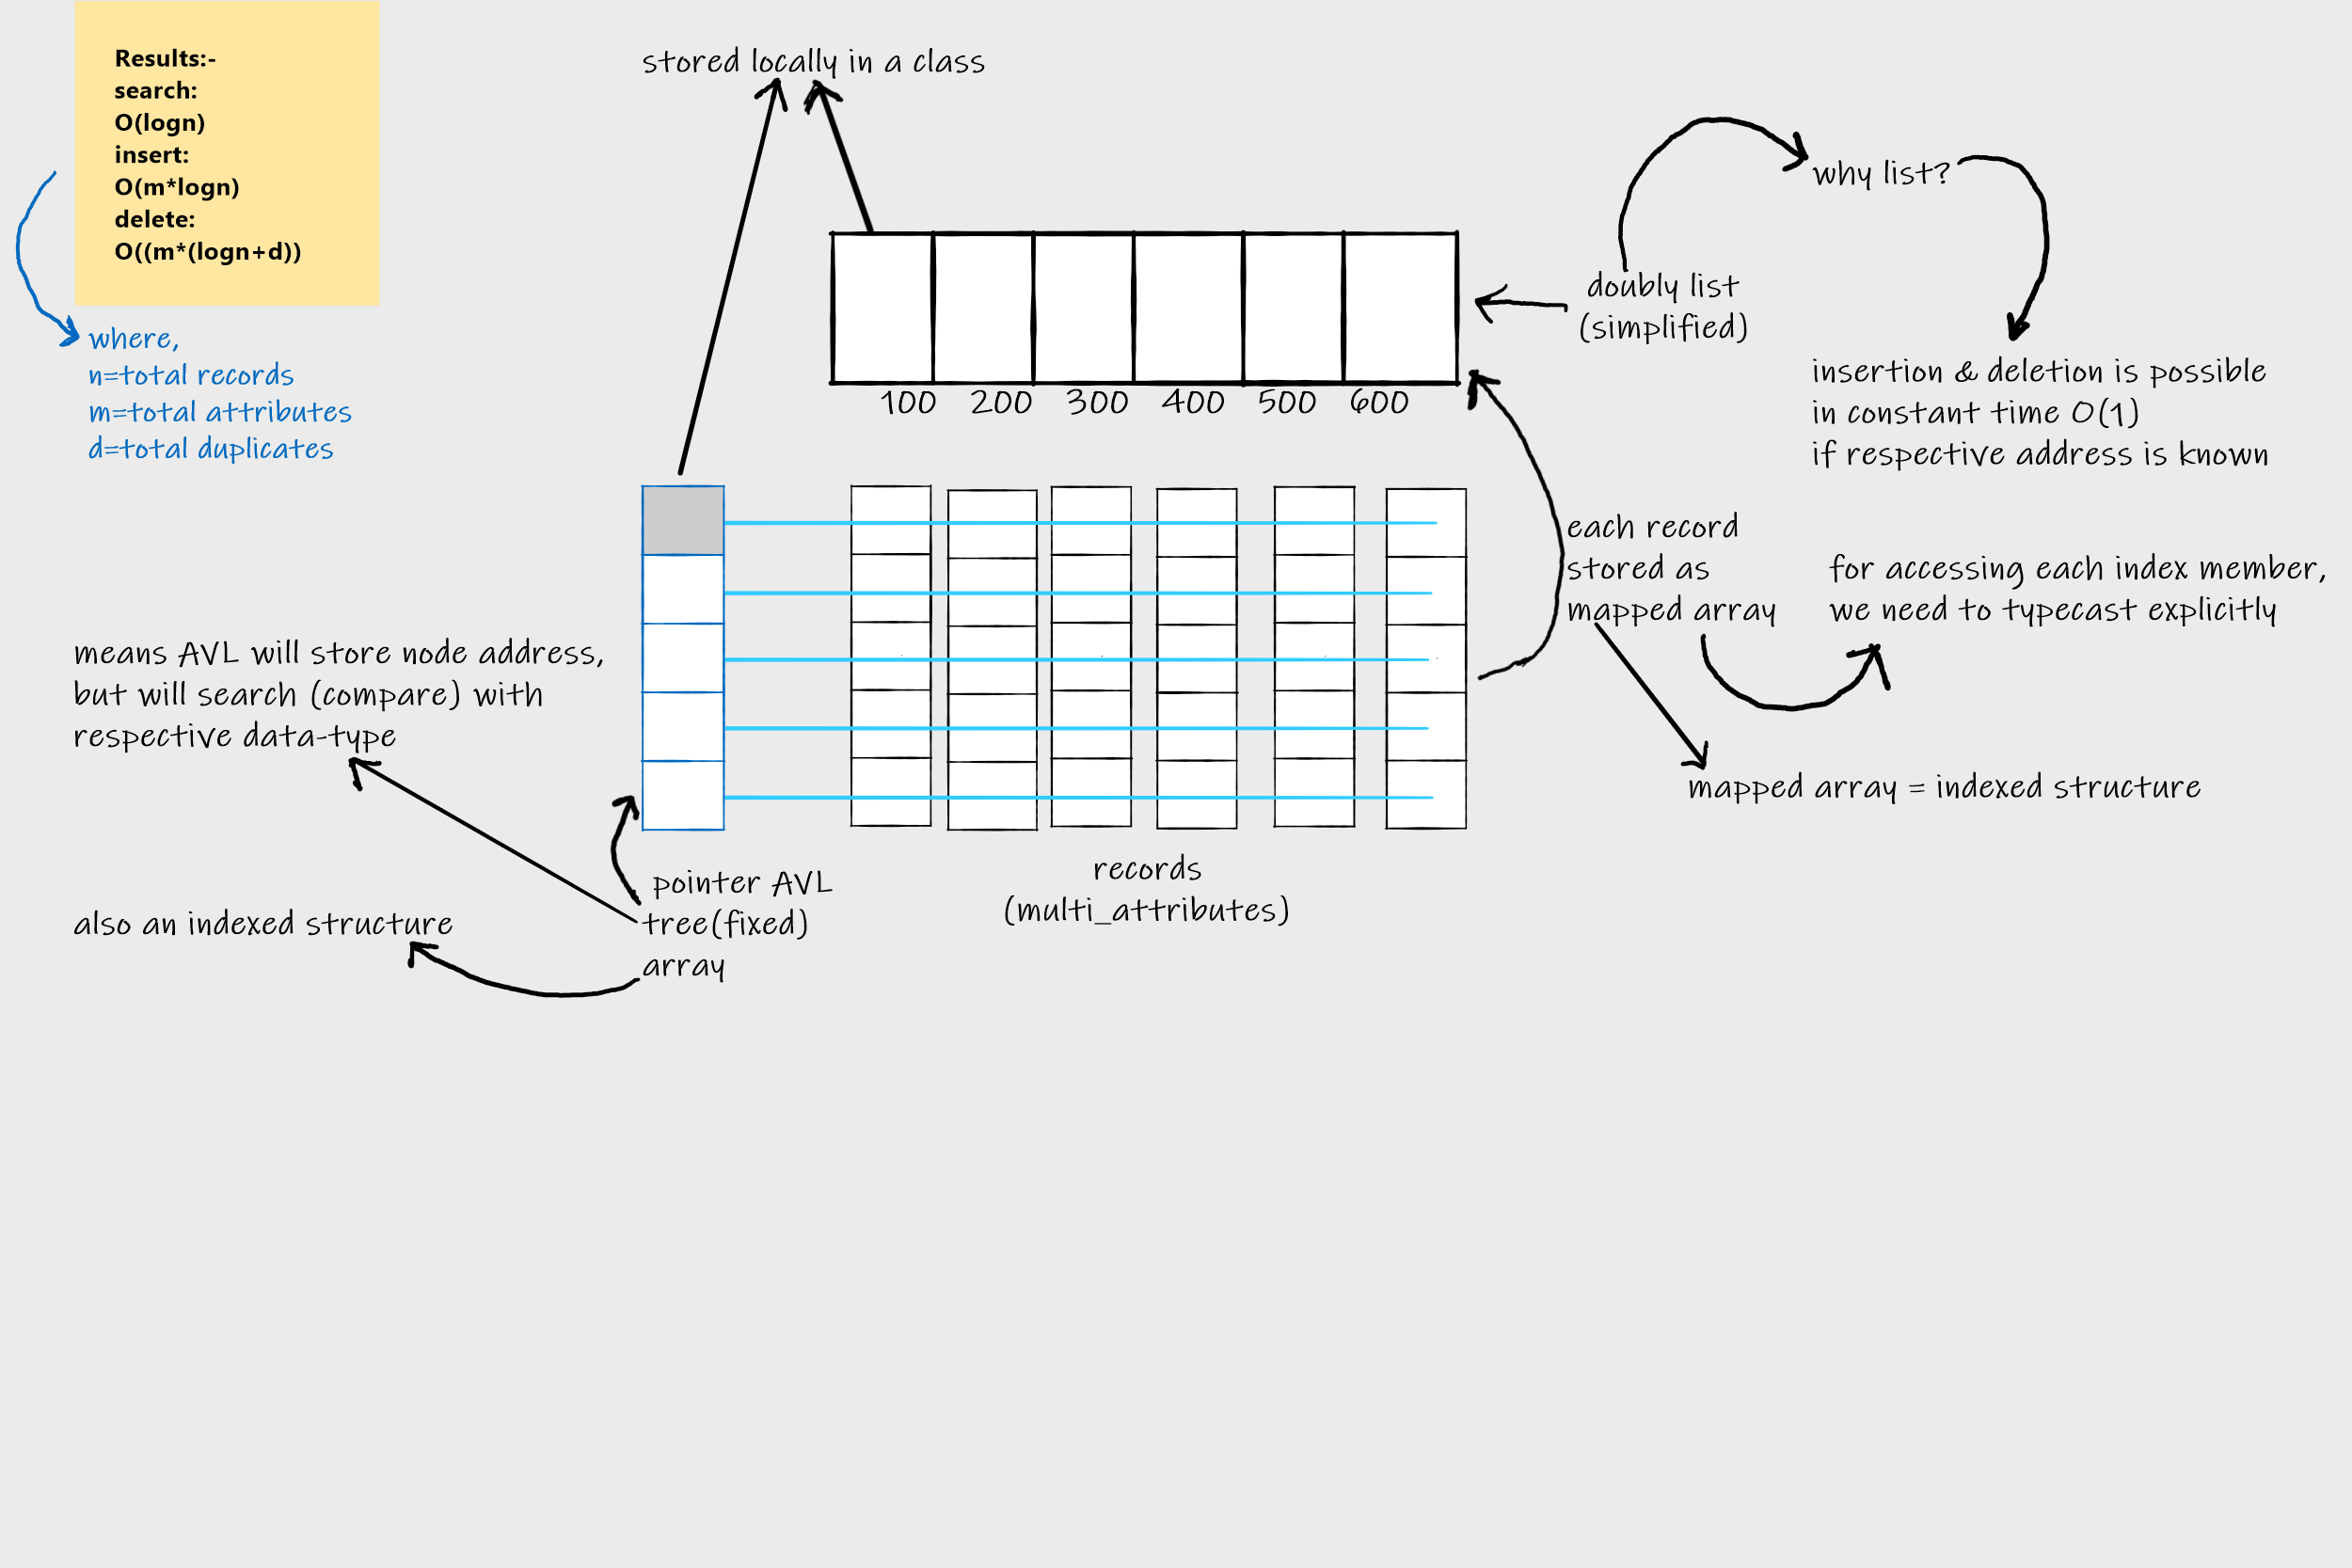 Results:-
search:
O(logn)
insert:
O(m*logn)
delete:
O((m*(logn+d))
where,
n=total records
m=total attributes
d=total duplicates
stored locally in a class
why list?
doubly list
(simplified)
insertion & deletion is possible
in constant time O(1)
if respective address is known
100 200 300 400 500 600
each record
stored as
mapped array
for accessing each index member,
we need to typecast explicitly
mapped array = indexed structure
means AVL will store node address,
but will search (compare) with
respective data-type
also an indexed structure
pointer AVL
tree(fixed)
array
records
(multi_attributes)